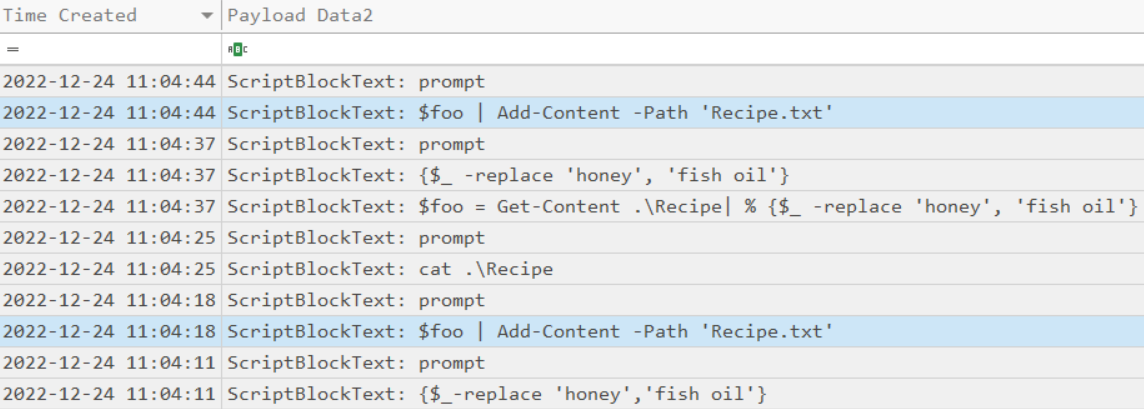 Time Created Payload Data2
= ABC
2022-12-24 11:04:44 ScriptBlockText: prompt
2022-12-24 11:04:44 ScriptBlockText: $foo | Add-Content -Path 'Recipe.txt'
2022-12-24 11:04:37 ScriptBlockText: prompt
2022-12-24 11:04:37 ScriptBlockText: {$_ -replace 'honey', 'fish oil'}
2022-12-24 11:04:37 ScriptBlockText: $foo = Get-Content .\Recipe| % {$_ -replace 'honey', 'fish oil'}
2022-12-24 11:04:25 ScriptBlockText: prompt
2022-12-24 11:04:25 ScriptBlockText: cat .\Recipe
2022-12-24 11:04:18 ScriptBlockText: prompt
2022-12-24 11:04:18 ScriptBlockText: $foo | Add-Content -Path 'Recipe.txt'
2022-12-24 11:04:11 ScriptBlockText: prompt
2022-12-24 11:04:11 ScriptBlockText: {$_-replace 'honey','fish oil'}